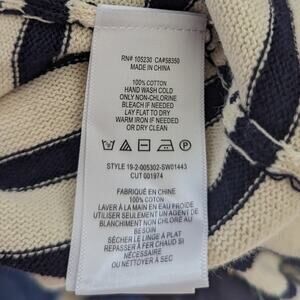 RN# 105230 CA#58350
MADE IN CHINA
100% COTTON
HAND WASH COLD
ONLY NON-CHLORINE
BLEACH IF NEEDED
LAY FLAT TO DRY
WARM IRON IF NEEDED
OR DRY CLEAN
STYLE 19-2-005302-SW01443
CUT 001974
FABRIQUÉ EN CHINE
100% COTON
LAVER À LA MAIN EN EAU FROIDE
UTILISER SEULEMENT UN AGENT DE
BLANCHIMENT NON CHLORÉ AU
BESOIN
SÉCHER LE LINGE À PLAT
REPASSER À FER CHAUD SI
NÉCESSAIRE
OU NETTOYER À SEC